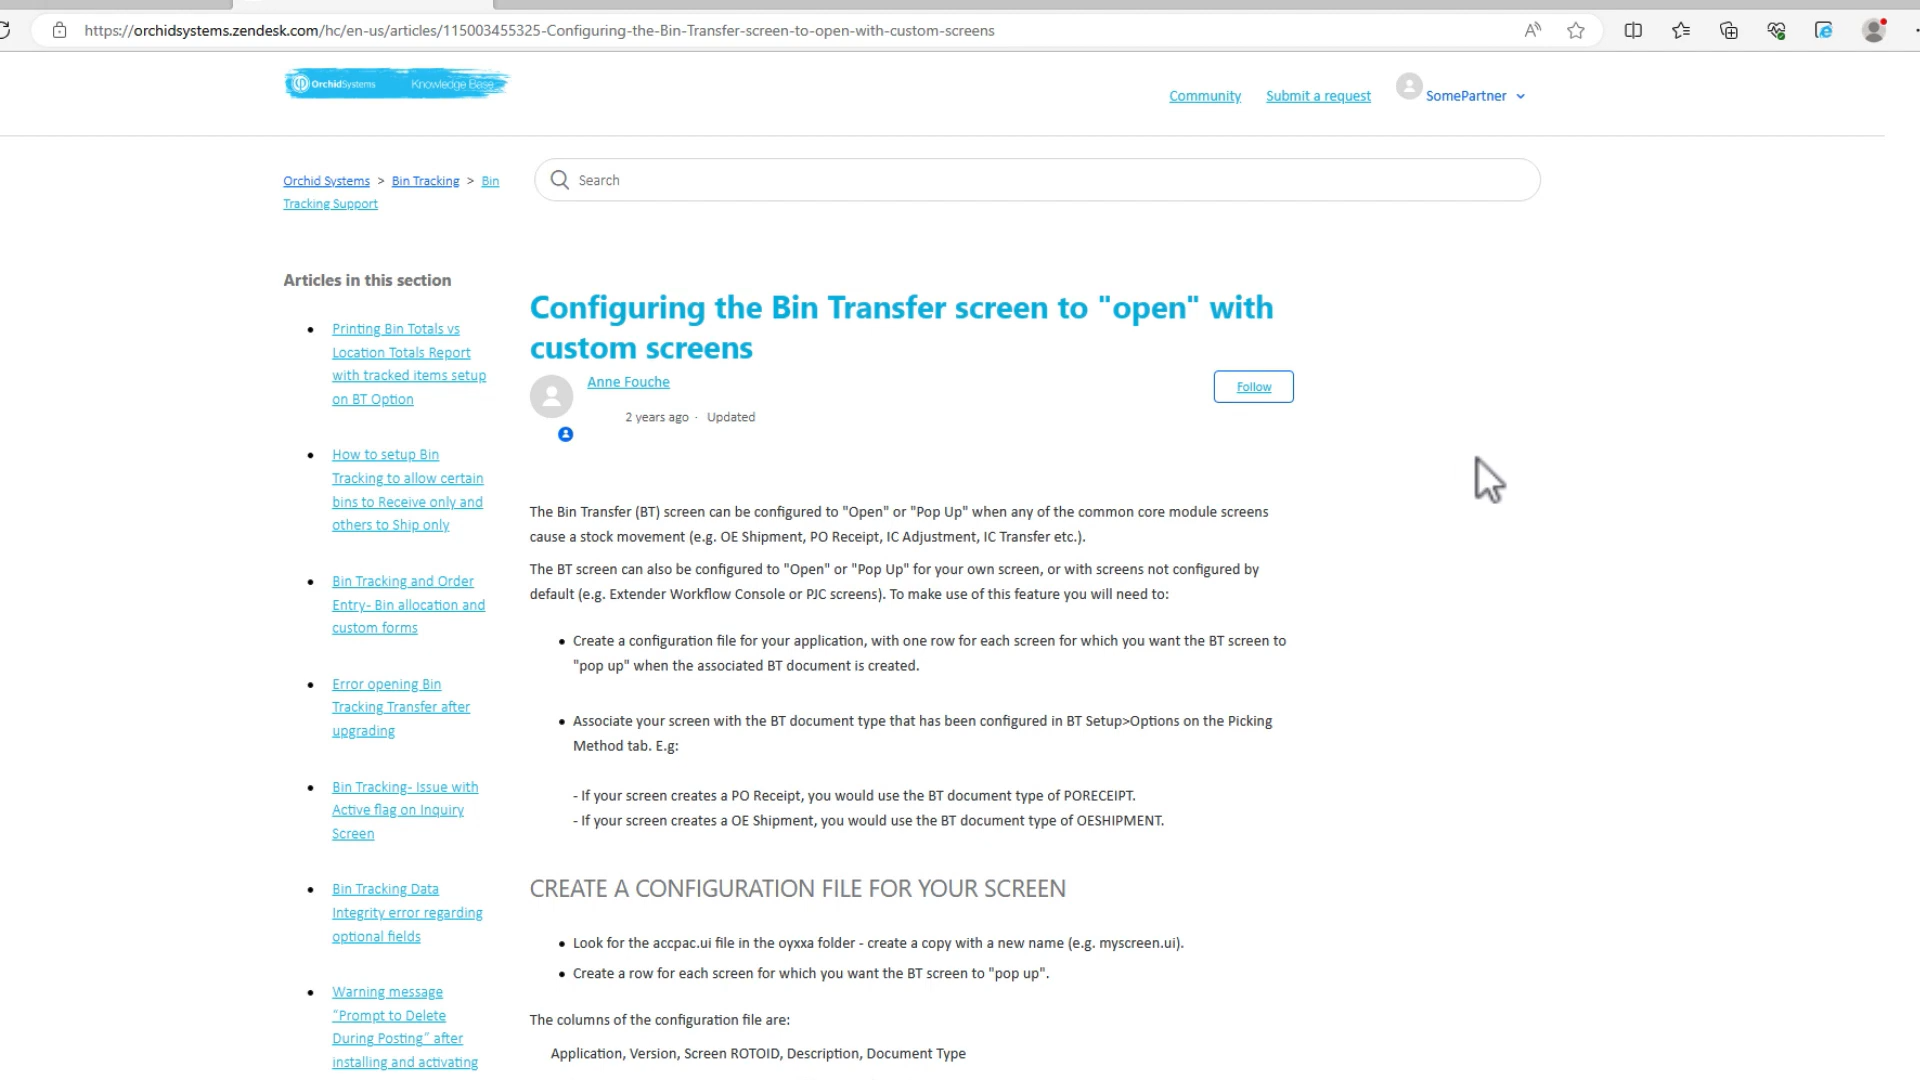 https://orchidsystems.zendesk.com/hc/en-us/articles/115003455325-Configuring-the-Bin-Transfer-screen-to-open-with-custom-screens
OrchidSystems Knowledge Base
Community Submit a request SomePartner
Orchid Systems > Bin Tracking > Bin
Tracking Support
Search
Articles in this section
Printing Bin Totals vs
Location Totals Report
with tracked items setup
on BT Option
How to setup Bin
Tracking to allow certain
bins to Receive only and
others to Ship only
Bin Tracking and Order
Entry- Bin allocation and
custom forms
Error opening Bin
Tracking Transfer after
upgrading
Bin Tracking- Issue with
Active flag on Inquiry
Screen
Bin Tracking Data
Integrity error regarding
optional fields
Warning message
“Prompt to Delete
During Posting” after
installing and activating
Configuring the Bin Transfer screen to "open" with
custom screens
Anne Fouche
2 years ago · Updated
Follow
The Bin Transfer (BT) screen can be configured to "Open" or "Pop Up" when any of the common core module screens
cause a stock movement (e.g. OE Shipment, PO Receipt, IC Adjustment, IC Transfer etc.).
The BT screen can also be configured to "Open" or "Pop Up" for your own screen, or with screens not configured by
default (e.g. Extender Workflow Console or PJC screens). To make use of this feature you will need to:
• Create a configuration file for your application, with one row for each screen for which you want the BT screen to
"pop up" when the associated BT document is created.
• Associate your screen with the BT document type that has been configured in BT Setup>Options on the Picking
Method tab. E.g:
- If your screen creates a PO Receipt, you would use the BT document type of PORECEIPT.
- If your screen creates a OE Shipment, you would use the BT document type of OESHIPMENT.
CREATE A CONFIGURATION FILE FOR YOUR SCREEN
• Look for the accpac.ui file in the oyxxa folder - create a copy with a new name (e.g. myscreen.ui).
• Create a row for each screen for which you want the BT screen to "pop up".
The columns of the configuration file are:
Application, Version, Screen ROTOID, Description, Document Type